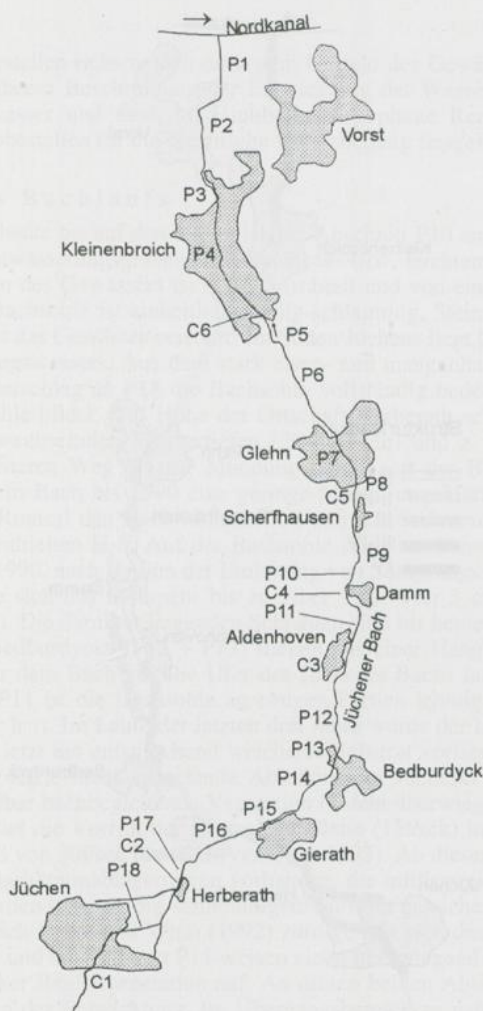 Nordkanal
P1
P2
Vorst
P3
Kleinenbroich
P4
C6
P5
P6
Glehn
P7
P8
C5
Scherfhausen
P9
P10
C4
Damm
P11
Aldenhoven
C3
Jüchener Bach
P12
P13
P14
Bedburdyck
P15
P16
Gierath
P17
C2
P18
Jüchen
Herberath
C1